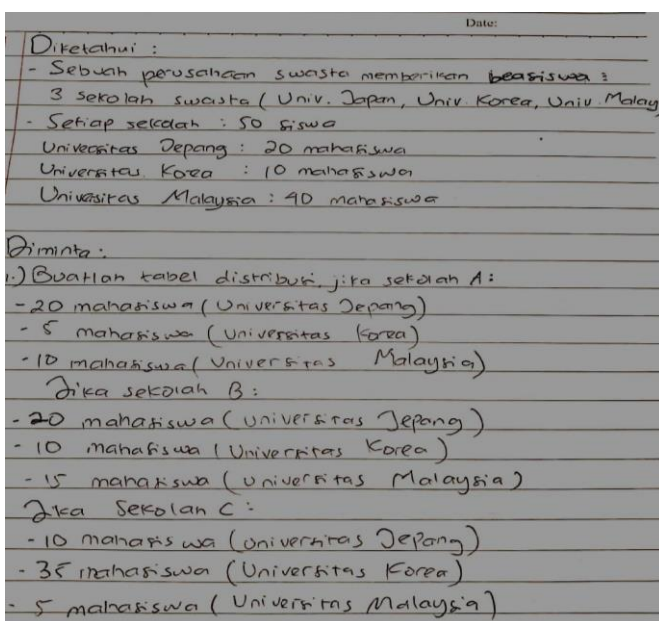 Date:
Diketahui :
- Sebuah perusahaan swasta memberikan beasiswa :
3 sekolah swasta ( Univ. Japan, Univ. Korea, Univ. Malay
- Setiap sekolah : 50 siswa
Universitas Jepang : 20 mahasiswa
Universitas Korea : 10 mahasiswa
Universitas Malaysia : 40 mahasiswa
Diminta :
1.) Buatlah tabel distribusi, jika sekolah A :
- 20 mahasiswa ( Universitas Jepang )
- 5 mahasiswa ( Universitas Korea )
- 10 mahasiswa ( Universitas Malaysia )
Jika sekolah B :
- 20 mahasiswa ( Universitas Jepang )
- 10 mahasiswa ( Universitas Korea )
- 15 mahasiswa ( Universitas Malaysia )
Jika Sekolah C :
- 10 mahasiswa ( Universitas Jepang )
- 35 mahasiswa ( Universitas Korea )
- 5 mahasiswa ( Universitas Malaysia )